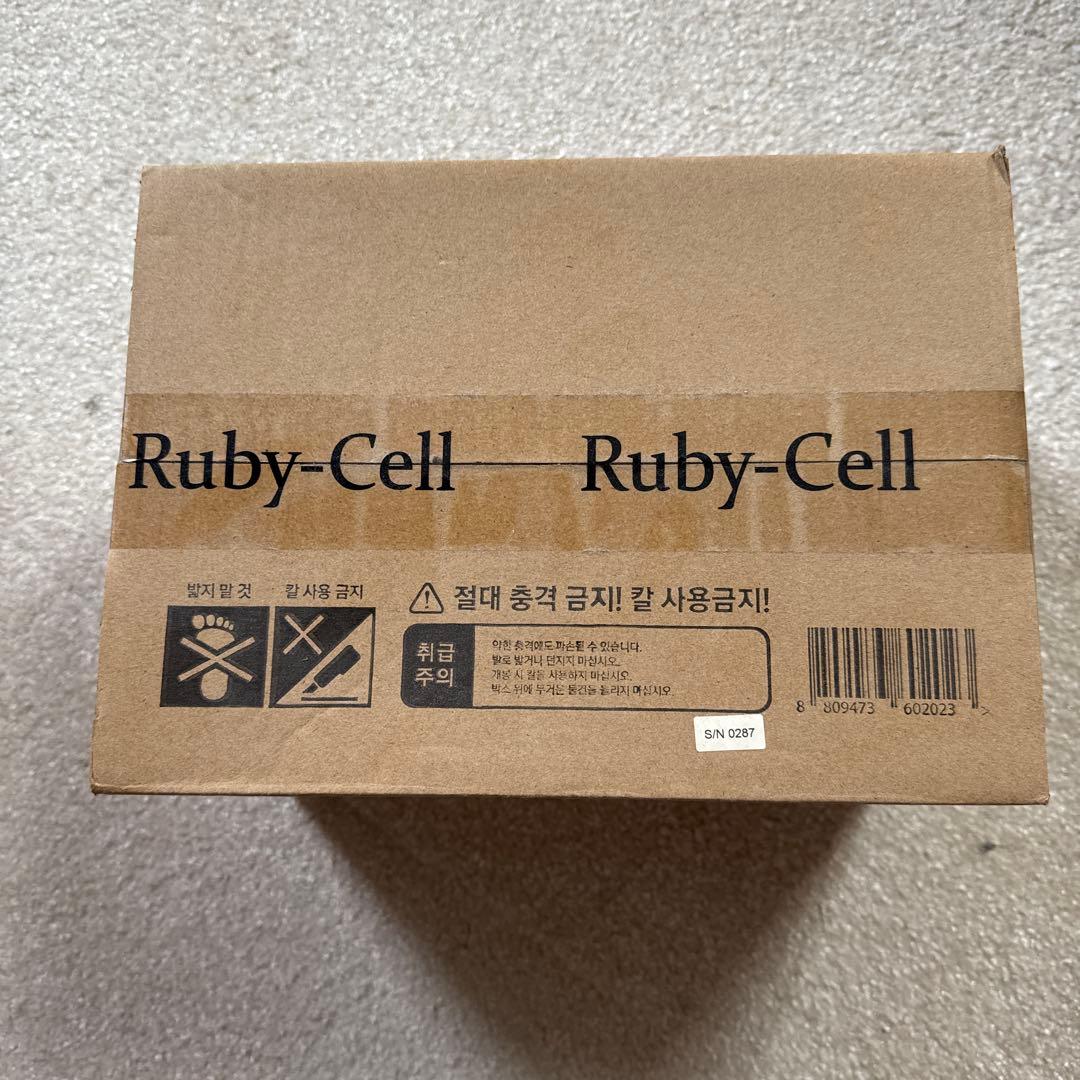 Ruby-Cell Ruby-Cell
밟지 말 것 칼 사용 금지
절대 충격 금지! 칼 사용금지!
취급
주의
약한 충격에도 파손될 수 있습니다.
발로 밟거나 던지지 마십시오.
개봉 시 칼을 사용하지 마십시오.
박스 위에 무거운 물건을 올리지 마십시오.
8 809473 602023 >
S/N 0287